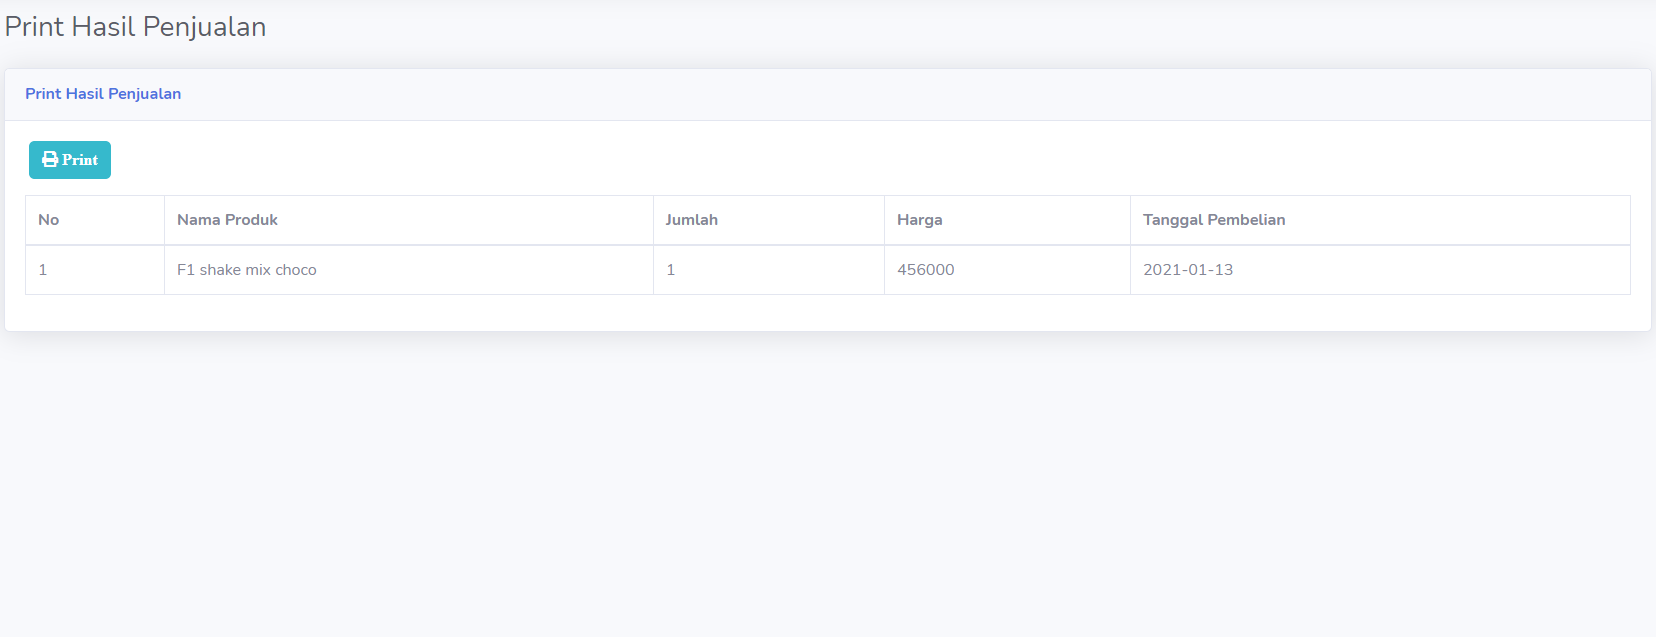 Print Hasil Penjualan
Print Hasil Penjualan
Print
No Nama Produk Jumlah Harga Tanggal Pembelian
1 F1 shake mix choco 1 456000 2021-01-13